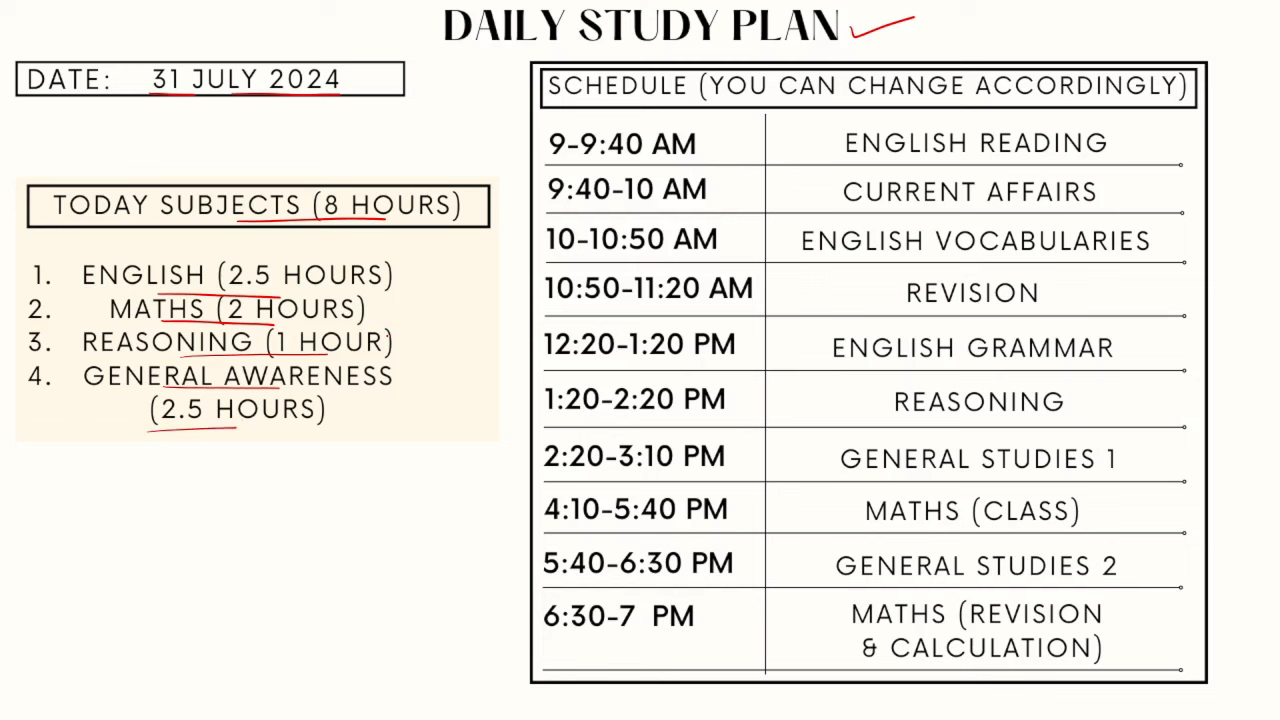 DAILY STUDY PLAN
DATE: 31 JULY 2024
TODAY SUBJECTS (8 HOURS)
1. ENGLISH (2.5 HOURS)
2. MATHS (2 HOURS)
3. REASONING (1 HOUR)
4. GENERAL AWARENESS
(2.5 HOURS)
SCHEDULE (YOU CAN CHANGE ACCORDINGLY)
9-9:40 AM ENGLISH READING
9:40-10 AM CURRENT AFFAIRS
10-10:50 AM ENGLISH VOCABULARIES
10:50-11:20 AM REVISION
12:20-1:20 PM ENGLISH GRAMMAR
1:20-2:20 PM REASONING
2:20-3:10 PM GENERAL STUDIES 1
4:10-5:40 PM MATHS (CLASS)
5:40-6:30 PM GENERAL STUDIES 2
6:30-7 PM MATHS (REVISION
& CALCULATION)